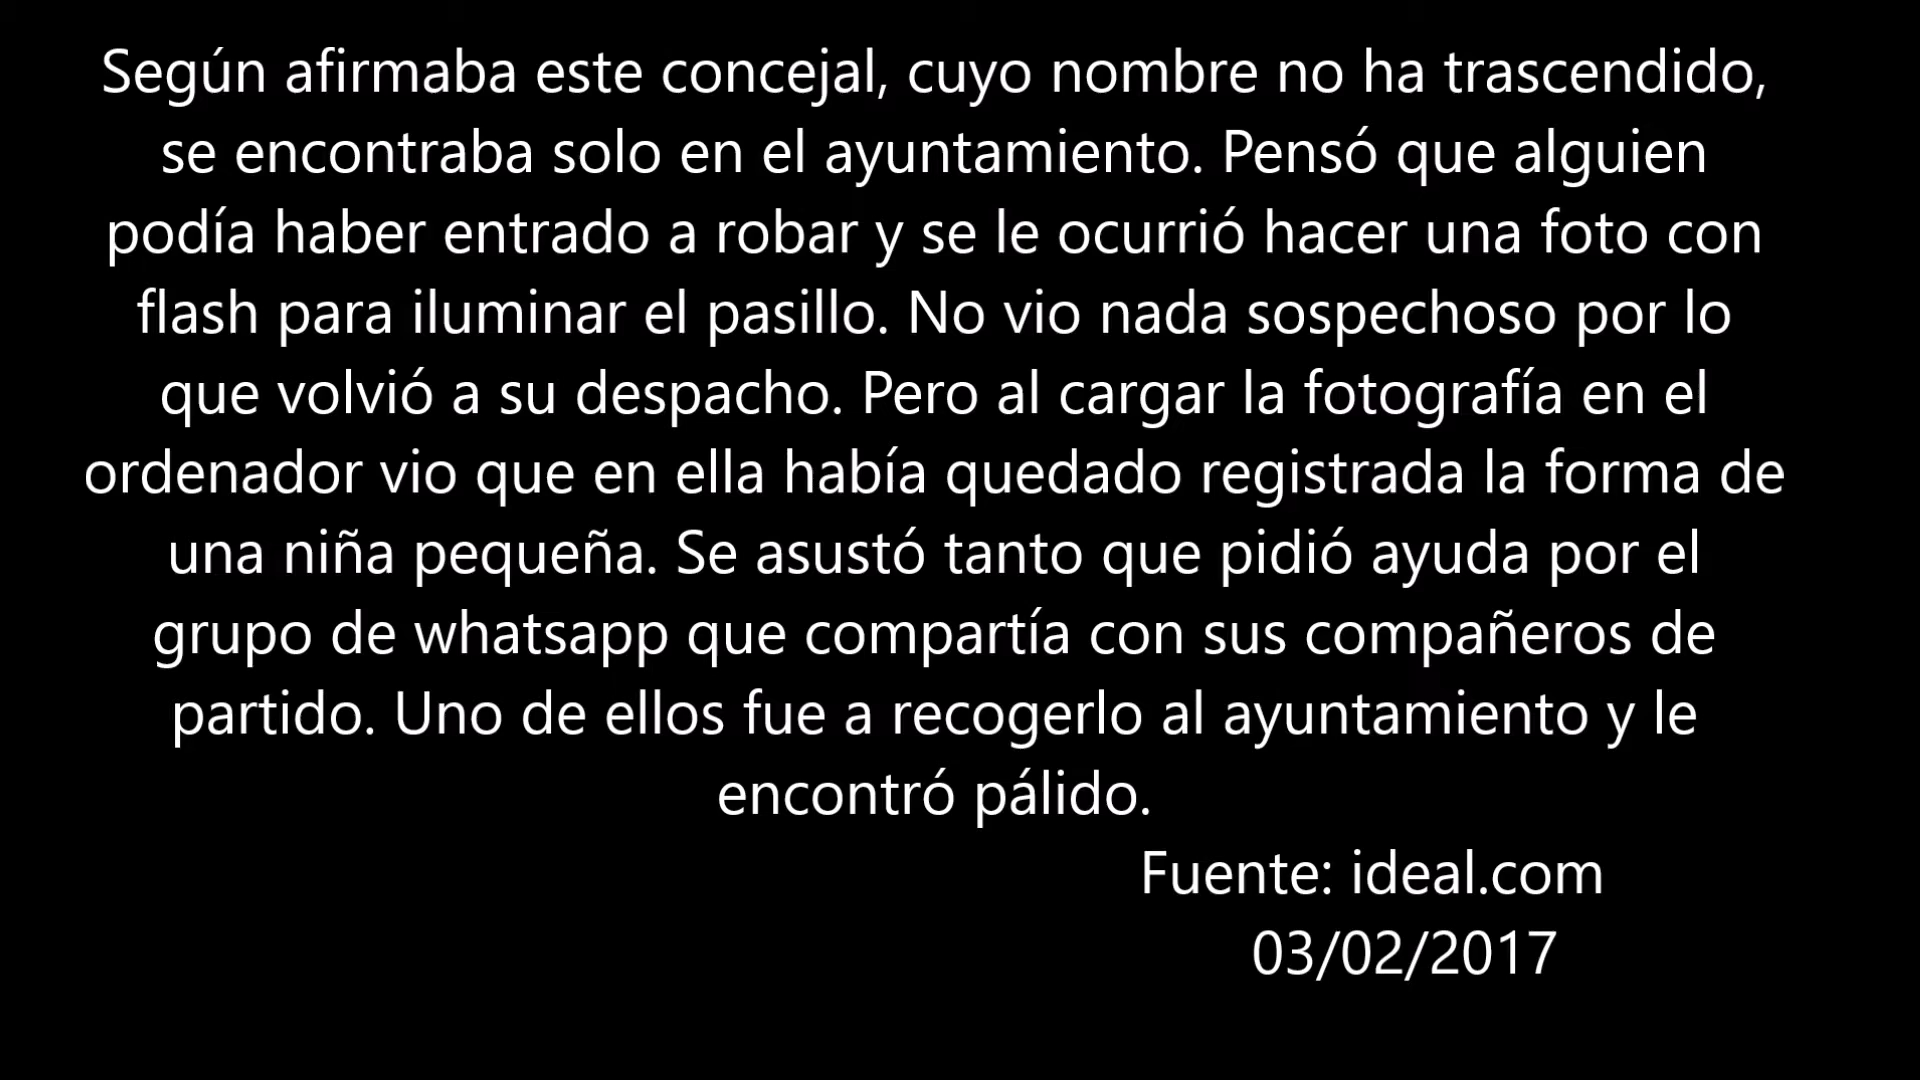 Según afirmaba este concejal, cuyo nombre no ha trascendido,
se encontraba solo en el ayuntamiento. Pensó que alguien
podía haber entrado a robar y se le ocurrió hacer una foto con
flash para iluminar el pasillo. No vio nada sospechoso por lo
que volvió a su despacho. Pero al cargar la fotografía en el
ordenador vio que en ella había quedado registrada la forma de
una niña pequeña. Se asustó tanto que pidió ayuda por el
grupo de whatsapp que compartía con sus compañeros de
partido. Uno de ellos fue a recogerlo al ayuntamiento y le
encontró pálido.
Fuente: ideal.com
03/02/2017